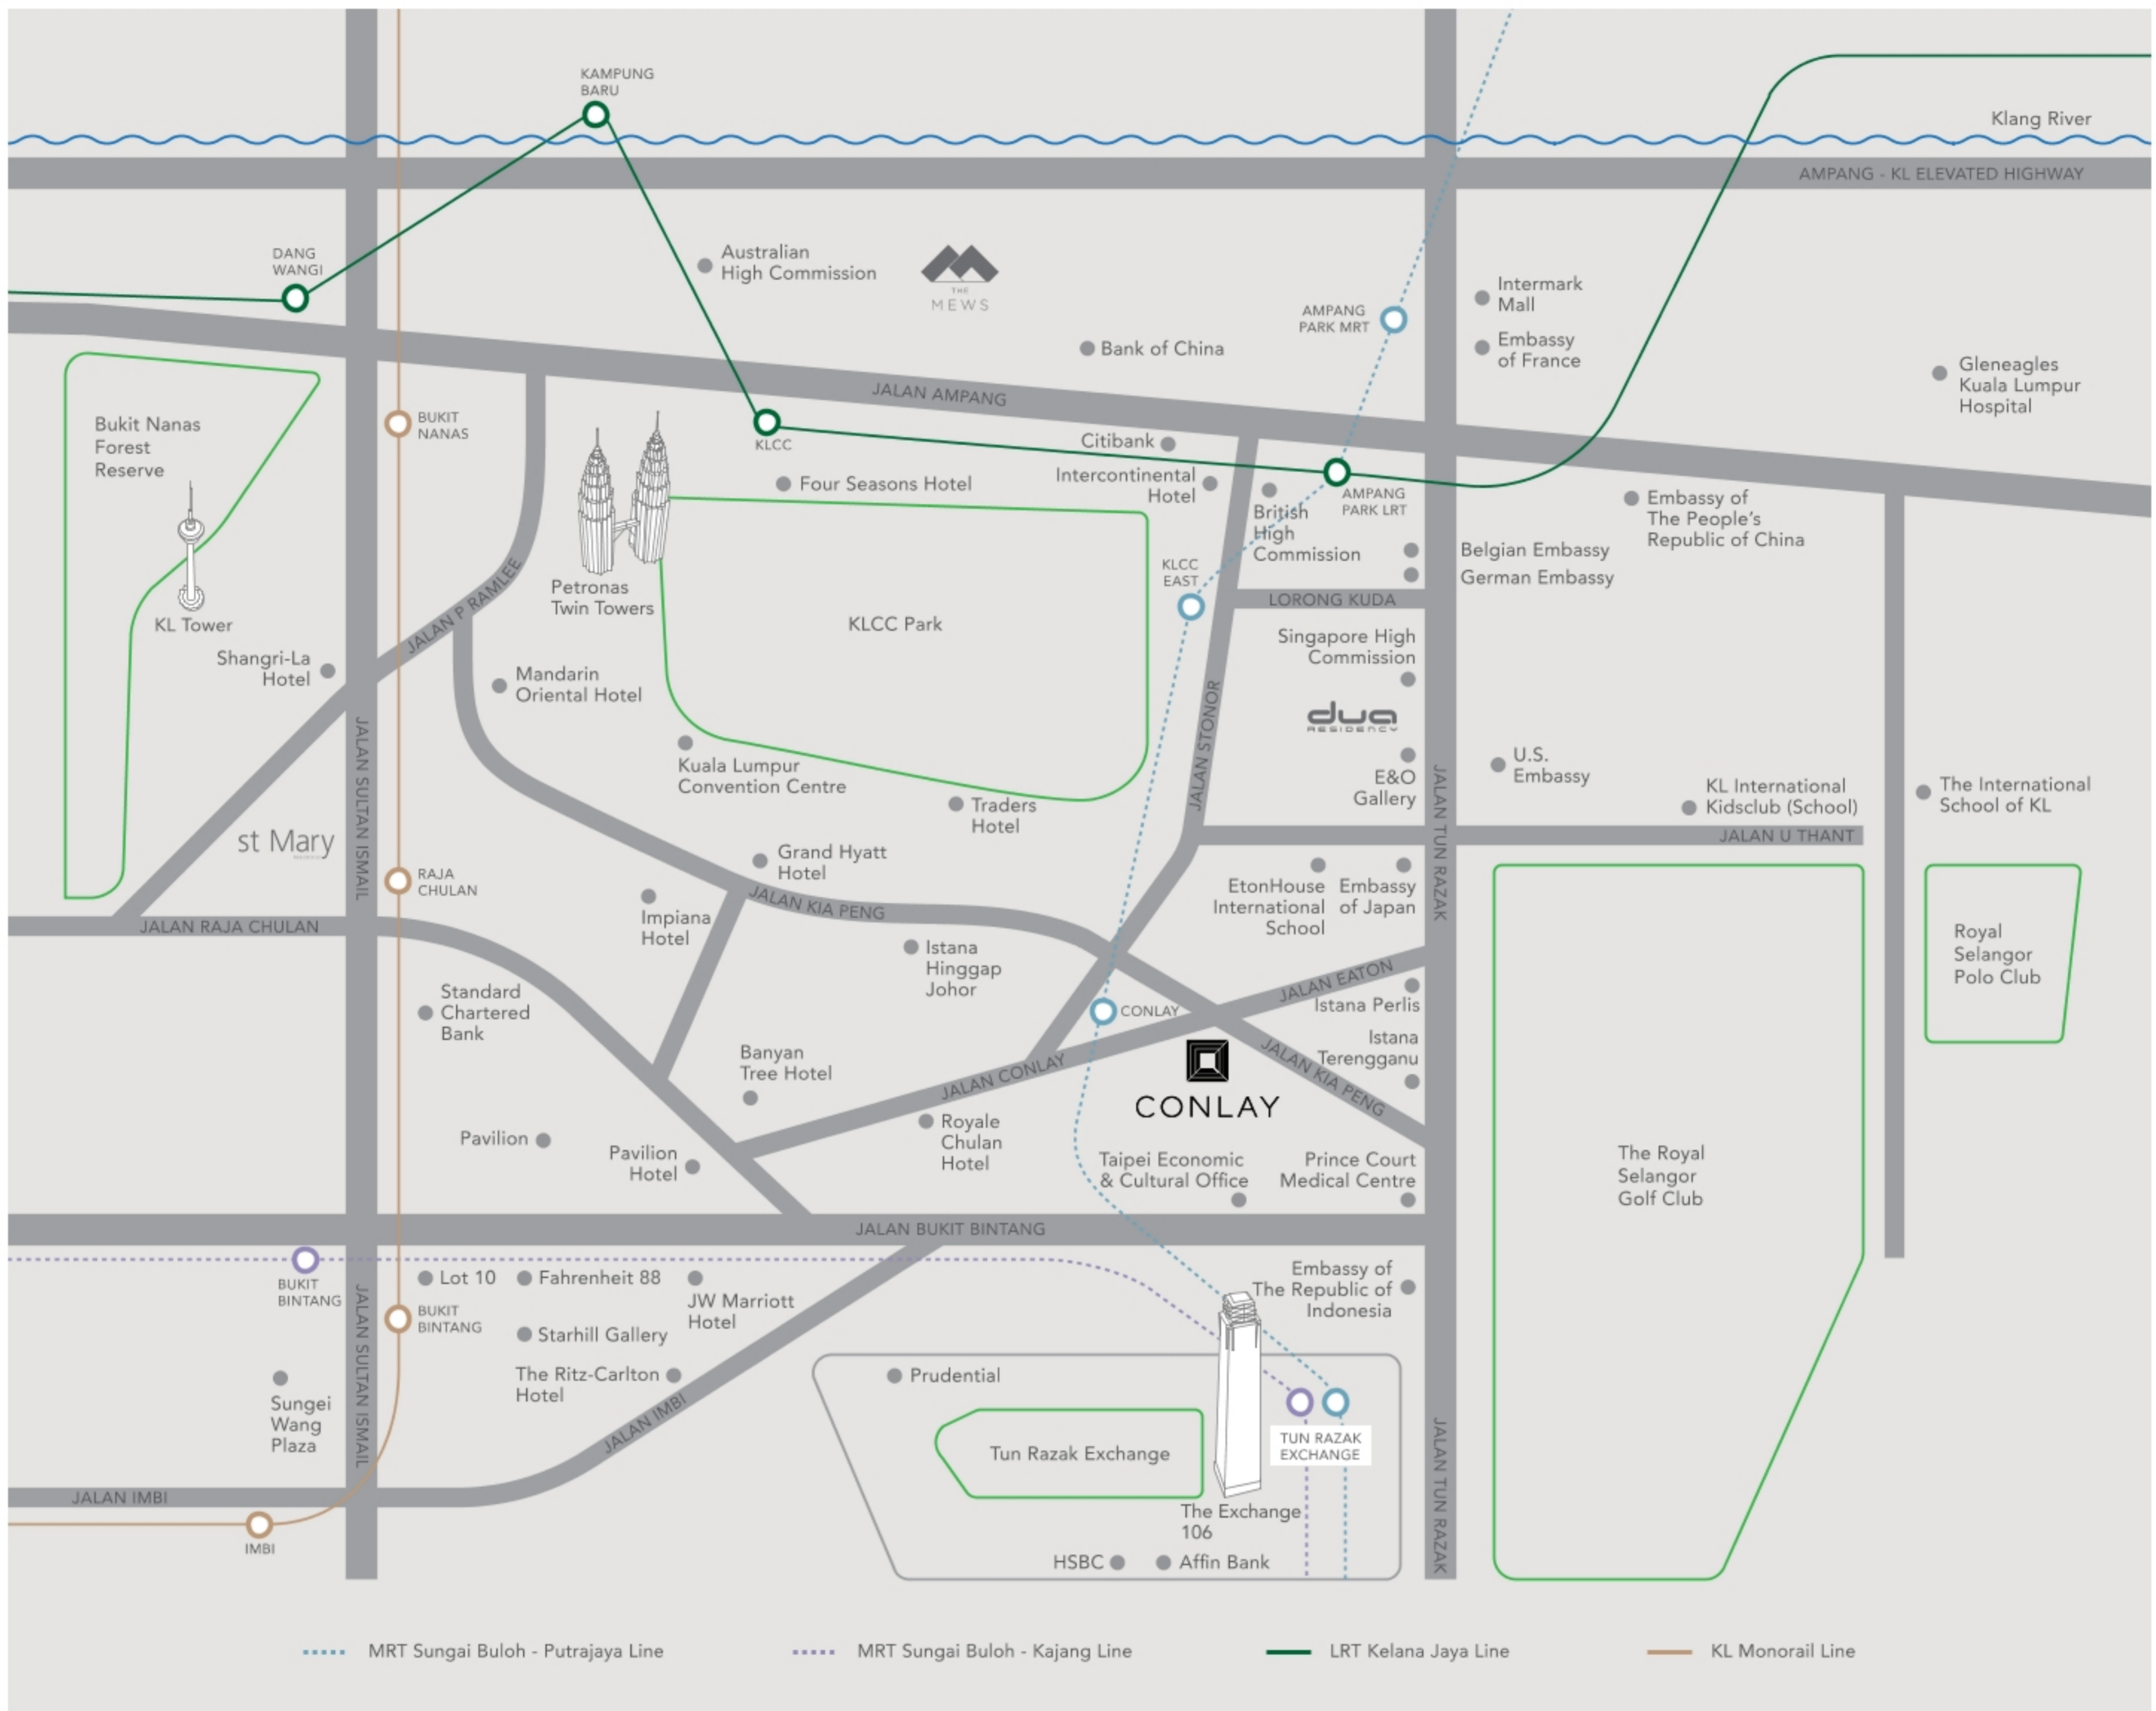 KAMPUNG
BARU
Klang River
AMPANG - KL ELEVATED HIGHWAY
DANG
WANGI
Australian
High Commission
THE
MEWS
AMPANG
PARK MRT
Intermark
Mall
Embassy
of France
Bank of China
Gleneagles
Kuala Lumpur
Hospital
JALAN AMPANG
Bukit Nanas
Forest
Reserve
BUKIT
NANAS
KLCC
Citibank
Four Seasons Hotel
Intercontinental
Hotel
AMPANG
PARK LRT
British
High
Commission
Embassy of
The People's
Republic of China
Belgian Embassy
German Embassy
KLCC
EAST
Petronas
Twin Towers
JALAN P RAMLEE
LORONG KUDA
KL Tower
KLCC Park
Singapore High
Commission
Shangri-La
Hotel
Mandarin
Oriental Hotel
JALAN STONOR
dua
RESIDENCY
JALAN SULTAN ISMAIL
Kuala Lumpur
Convention Centre
E&O
Gallery
JALAN TUN RAZAK
U.S.
Embassy
KL International
Kidsclub (School)
The International
School of KL
Traders
Hotel
JALAN U THANT
st Mary
Grand Hyatt
Hotel
RAJA
CHULAN
EtonHouse
International
School
Embassy
of Japan
Impiana
Hotel
JALAN KIA PENG
JALAN RAJA CHULAN
Istana
Hinggap
Johor
Royal
Selangor
Polo Club
JALAN EATON
Istana Perlis
Standard
Chartered
Bank
CONLAY
Istana
Terengganu
JALAN KIA PENG
Banyan
Tree Hotel
JALAN CONLAY
CONLAY
Royale
Chulan
Hotel
Pavilion
Pavilion
Hotel
Taipei Economic
& Cultural Office
Prince Court
Medical Centre
The Royal
Selangor
Golf Club
JALAN BUKIT BINTANG
BUKIT
BINTANG
Lot 10
Fahrenheit 88
JW Marriott
Hotel
BUKIT
BINTANG
JALAN SULTAN ISMAIL
Starhill Gallery
Embassy of
The Republic of
Indonesia
The Ritz-Carlton
Hotel
Sungei
Wang
Plaza
JALAN IMBI
Prudential
Tun Razak Exchange
TUN RAZAK
EXCHANGE
JALAN TUN RAZAK
JALAN IMBI
The Exchange
106
IMBI
HSBC
Affin Bank
MRT Sungai Buloh - Putrajaya Line
MRT Sungai Buloh - Kajang Line
LRT Kelana Jaya Line
KL Monorail Line